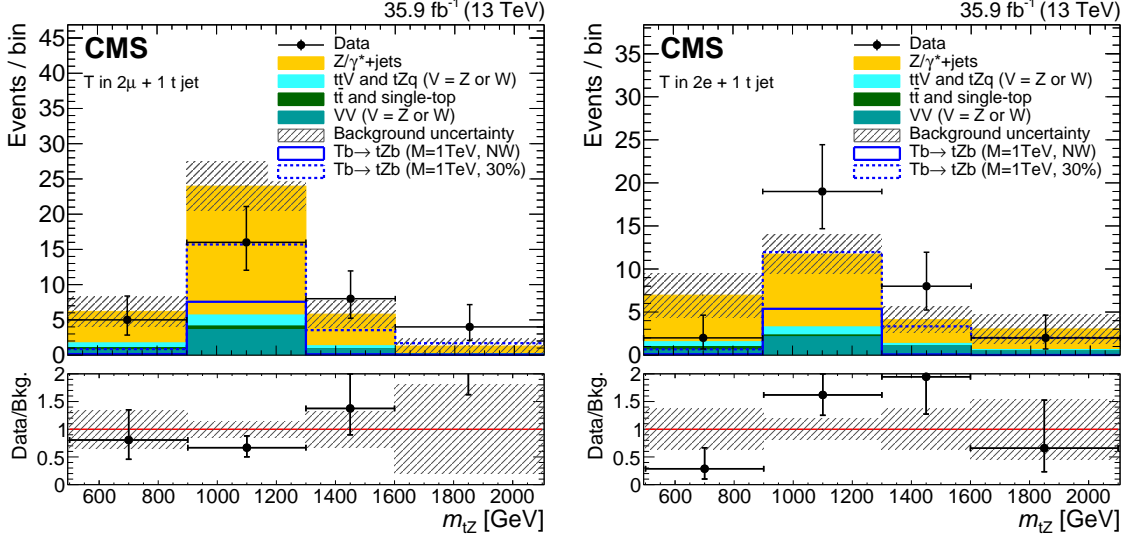 35.9 fb⁻¹ (13 TeV)
CMS
T in 2μ + 1 t jet
Data
Z/γ*+jets
tt̄V and tZq (V = Z or W)
tt̄ and single-top
VV (V = Z or W)
Background uncertainty
Tb→ tZb (M=1TeV, NW)
Tb→ tZb (M=1TeV, 30%)
Events / bin
45
40
35
30
25
20
15
10
5
0
Data/Bkg.
2
1.5
1
0.5
0
600 800 1000 1200 1400 1600 1800 2000
m_tZ [GeV]
35.9 fb⁻¹ (13 TeV)
CMS
T in 2e + 1 t jet
Data
Z/γ*+jets
tt̄V and tZq (V = Z or W)
tt̄ and single-top
VV (V = Z or W)
Background uncertainty
Tb→ tZb (M=1TeV, NW)
Tb→ tZb (M=1TeV, 30%)
Events / bin
35
30
25
20
15
10
5
0
Data/Bkg.
2
1.5
1
0.5
0
600 800 1000 1200 1400 1600 1800 2000
m_tZ [GeV]